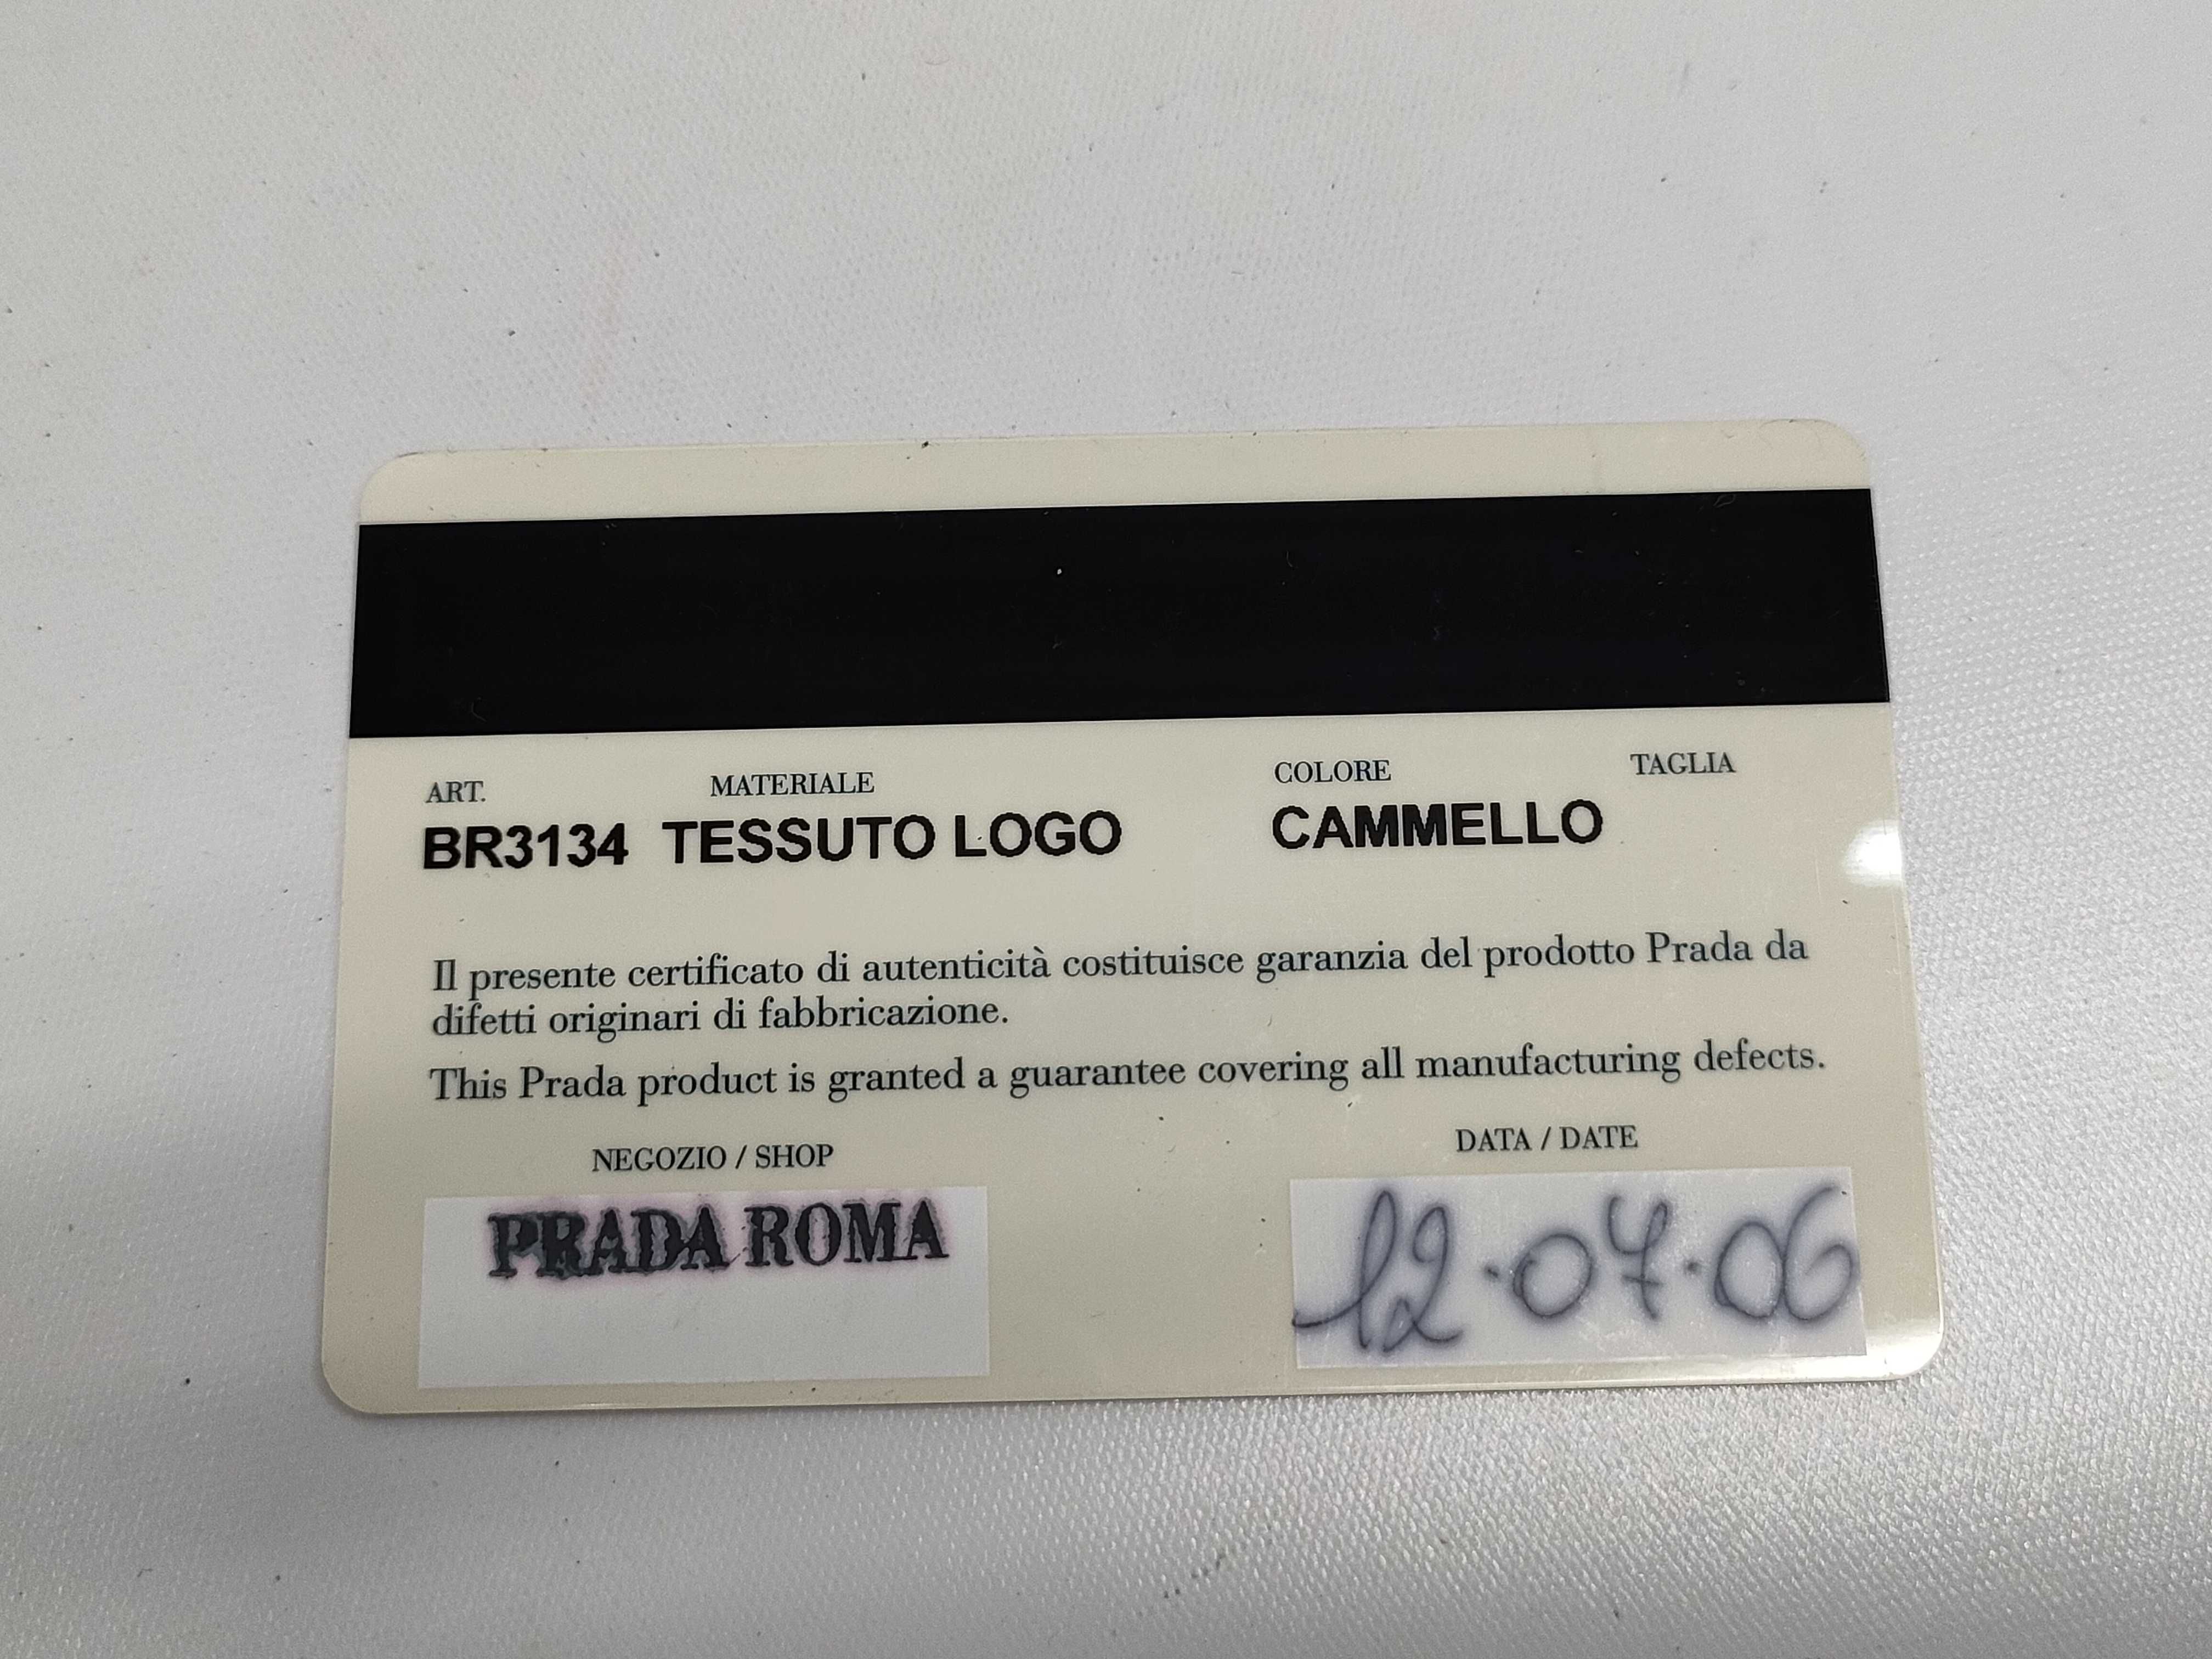 ART. MATERIALE COLORE TAGLIA
BR3134 TESSUTO LOGO CAMMELLO
Il presente certificato di autenticità costituisce garanzia del prodotto Prada da
difetti originari di fabbricazione.
This Prada product is granted a guarantee covering all manufacturing defects.
NEGOZIO / SHOP DATA / DATE
PRADA ROMA 12.07.06